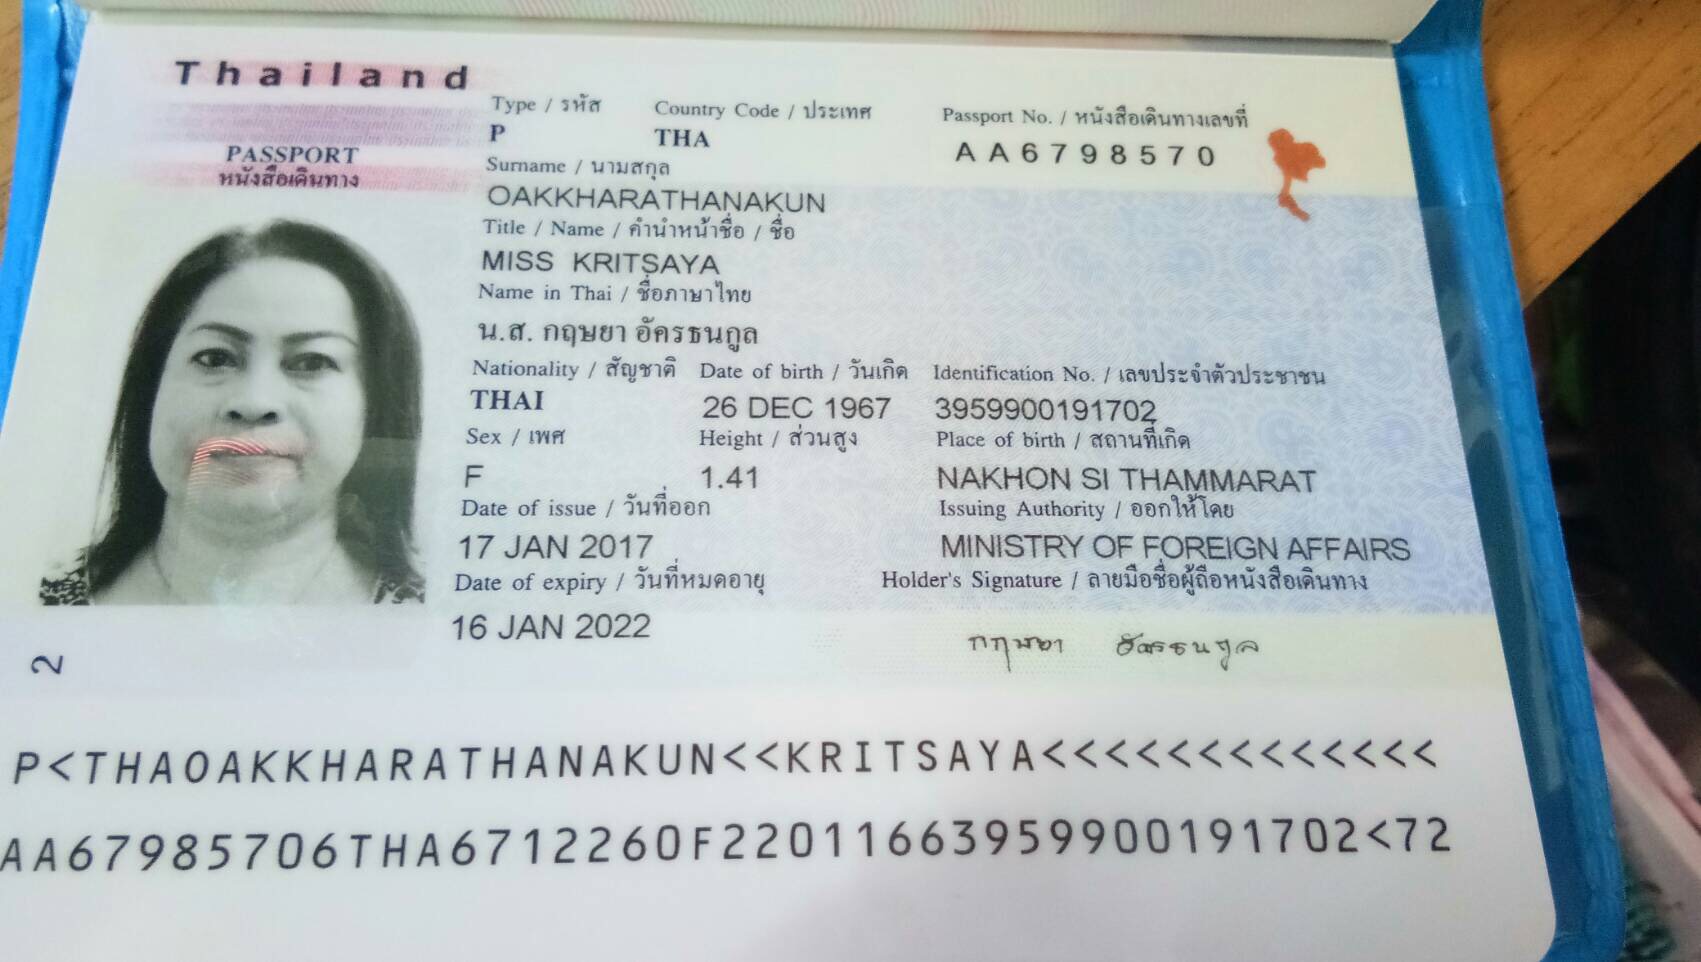 Thailand
PASSPORT
หนังสือเดินทาง
Type / รหัส Country Code / ประเทศ Passport No. / หนังสือเดินทางเลขที่
P THA AA6798570
Surname / นามสกุล
OAKKHARATHANAKUN
Title / Name / คำนำหน้าชื่อ / ชื่อ
MISS KRITSAYA
Name in Thai / ชื่อภาษาไทย
น.ส. กฤษยา อัครธนกูล
Nationality / สัญชาติ Date of birth / วันเกิด Identification No. / เลขประจำตัวประชาชน
THAI 26 DEC 1967 3959900191702
Sex / เพศ Height / ส่วนสูง Place of birth / สถานที่เกิด
F 1.41 NAKHON SI THAMMARAT
Date of issue / วันที่ออก Issuing Authority / ออกให้โดย
17 JAN 2017 MINISTRY OF FOREIGN AFFAIRS
Date of expiry / วันที่หมดอายุ Holder's Signature / ลายมือชื่อผู้ถือหนังสือเดินทาง
16 JAN 2022
กฤษยา อัครธนกูล
2
P<THAOAKKHARATHANAKUN<<KRITSAYA<<<<<<<<<<<<<
AA67985706THA6712260F22011663959900191702<72